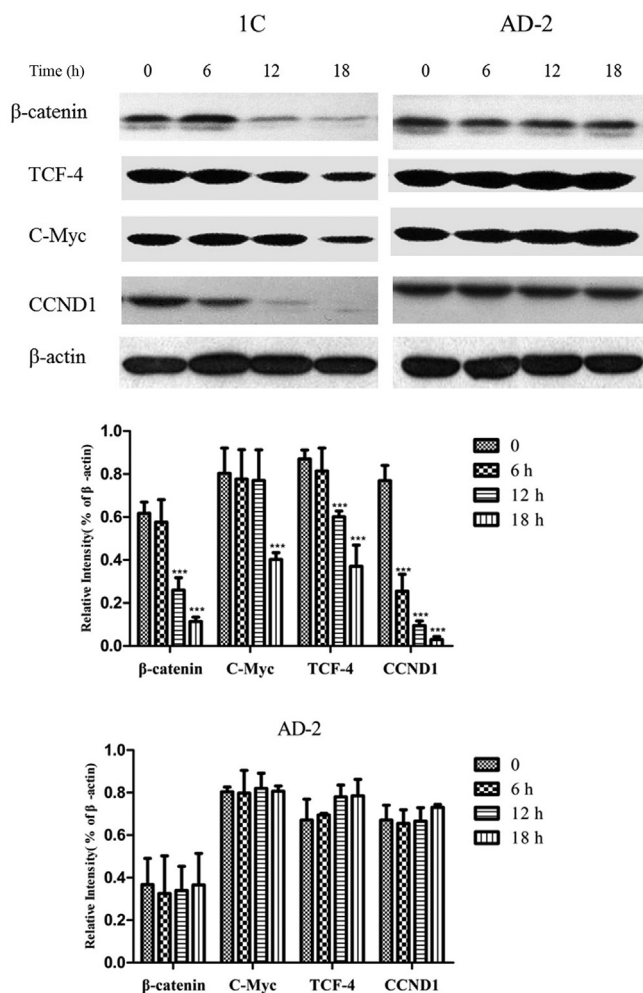 1C AD-2
Time (h) 0 6 12 18 0 6 12 18
β-catenin
TCF-4
C-Myc
CCND1
β-actin
Relative Intensity( % of β -actin)
1.0
0.8
0.6
0.4
0.2
0.0
*** *** *** *** *** *** *** ***
β-catenin C-Myc TCF-4 CCND1
0
6 h
12 h
18 h
AD-2
Relative Intensity( % of β -actin)
1.0
0.8
0.6
0.4
0.2
0.0
β-catenin C-Myc TCF-4 CCND1
0
6 h
12 h
18 h